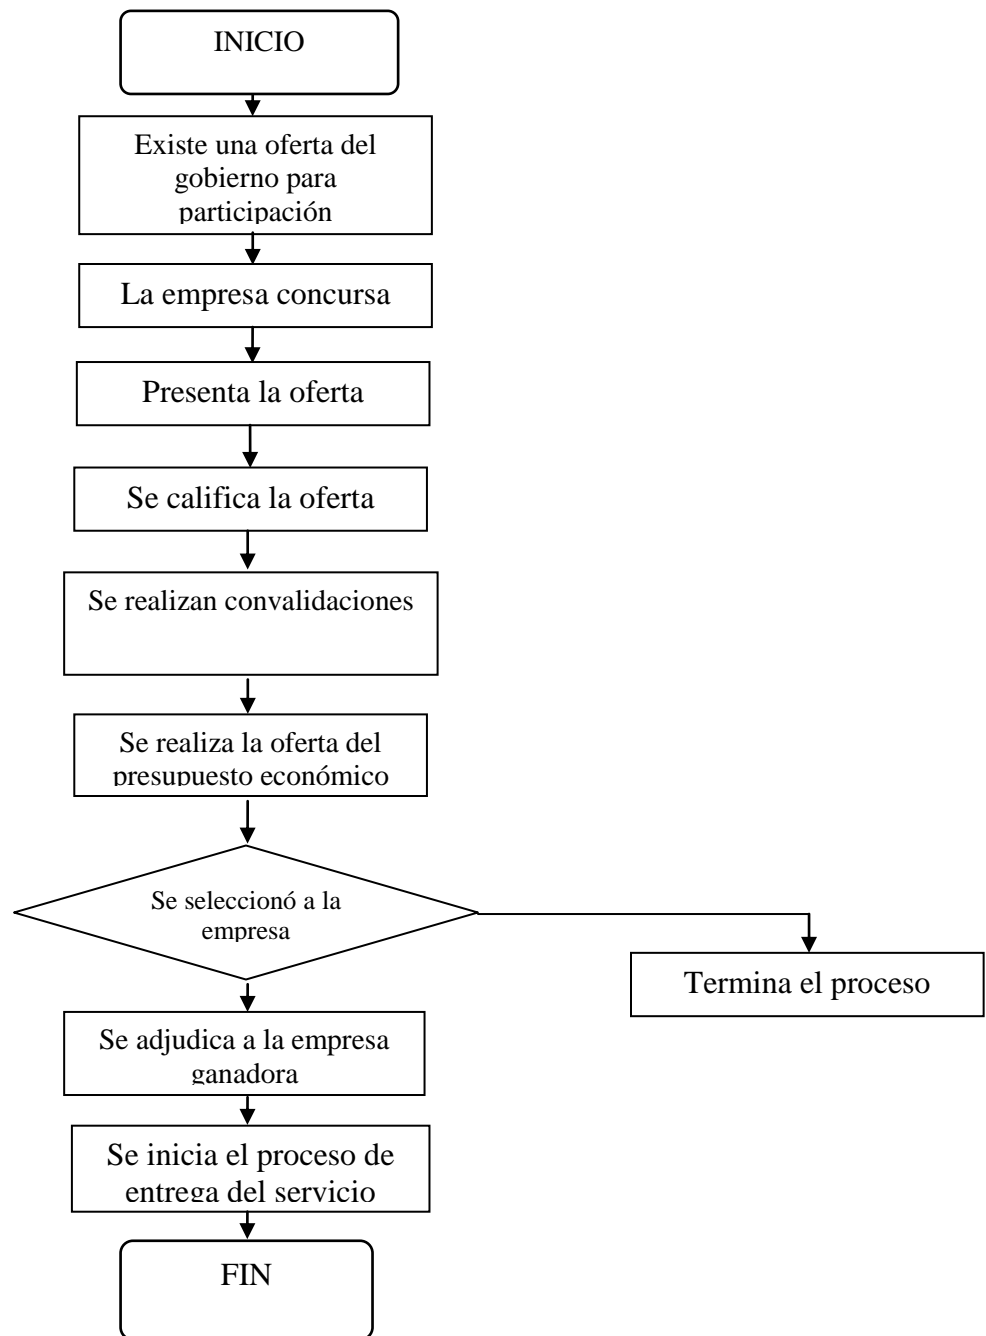 INICIO
Existe una oferta del
gobierno para
participación
La empresa concursa
Presenta la oferta
Se califica la oferta
Se realizan convalidaciones
Se realiza la oferta del
presupuesto económico
Se seleccionó a la
empresa
Termina el proceso
Se adjudica a la empresa
ganadora
Se inicia el proceso de
entrega del servicio
FIN